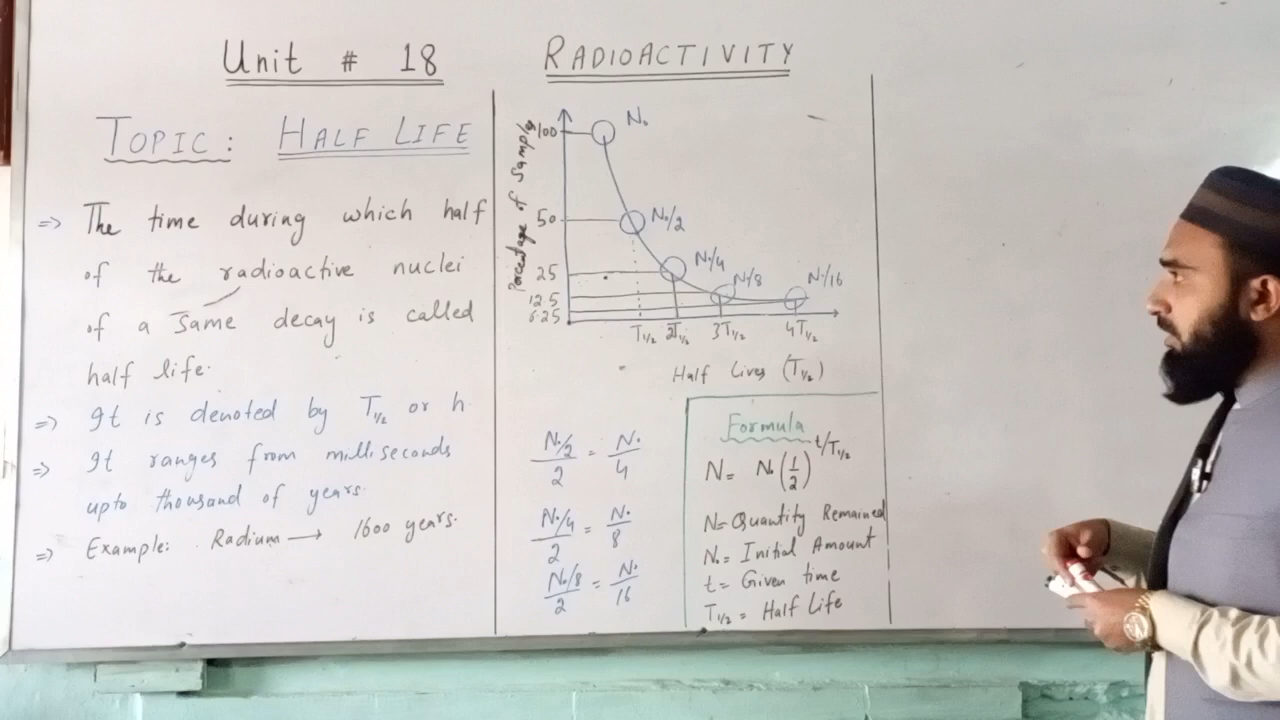 Unit # 18
RADIOACTIVITY
TOPIC: HALF LIFE
=> The time during which half
of the radioactive nuclei
of a same decay is called
half life.
=> It is denoted by T1/2 or h
=> It ranges from milliseconds
upto thousand of years.
=> Example: Radium → 1600 years.
Percentage of Sample
100
50
25
12.5
6.25
N₀
N₀/2
N₀/4
N₀/8
N₀/16
T1/2 2T1/2 3T1/2 4T1/2
Half Lives (T1/2)
N₀/2 / 2 = N₀/4
N₀/4 / 2 = N₀/8
N₀/8 / 2 = N₀/16
Formula
N = N₀ (1/2)^t/T1/2
N = Quantity Remained
N₀ = Initial Amount
t = Given time
T1/2 = Half Life